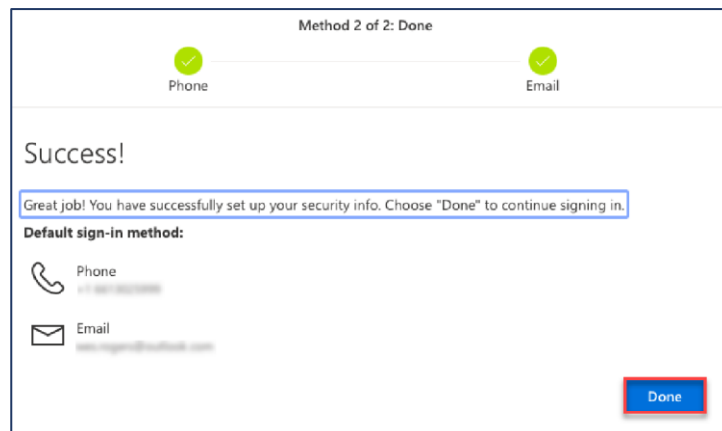 Method 2 of 2: Done
Phone
Email
Success!
Great job! You have successfully set up your security info. Choose "Done" to continue signing in.
Default sign-in method:
Phone
Email
Done